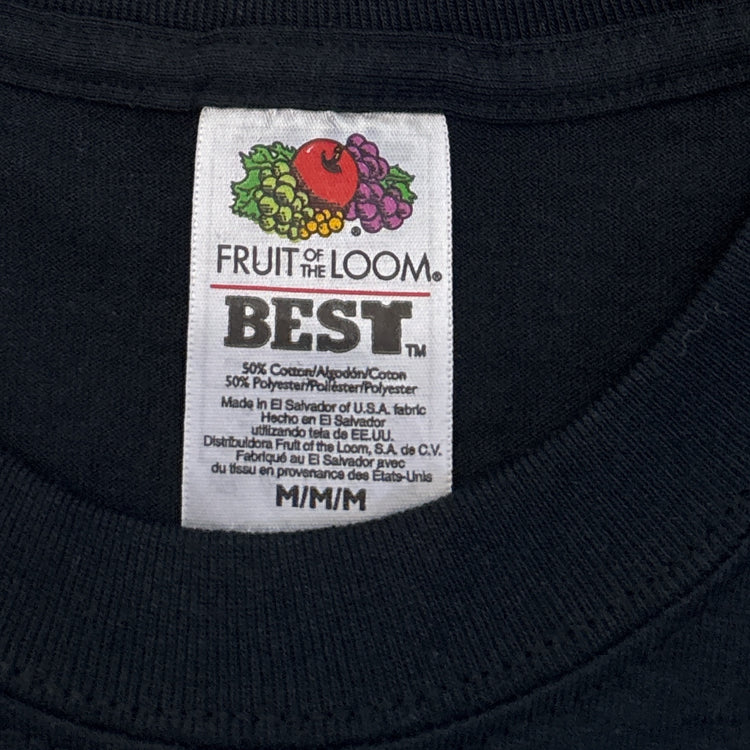 ®
FRUIT OF THE LOOM®
BEST™
50% Cotton/Algodón/Coton
50% Polyester/Poliéster/Polyester
Made in El Salvador of U.S.A. fabric
Hecho en El Salvador
utilizando tela de EE.UU.
Distribuidora Fruit of the Loom, S.A. de C.V.
Fabriqué au El Salvador avec
du tissu en provenance des États-Unis
M/M/M